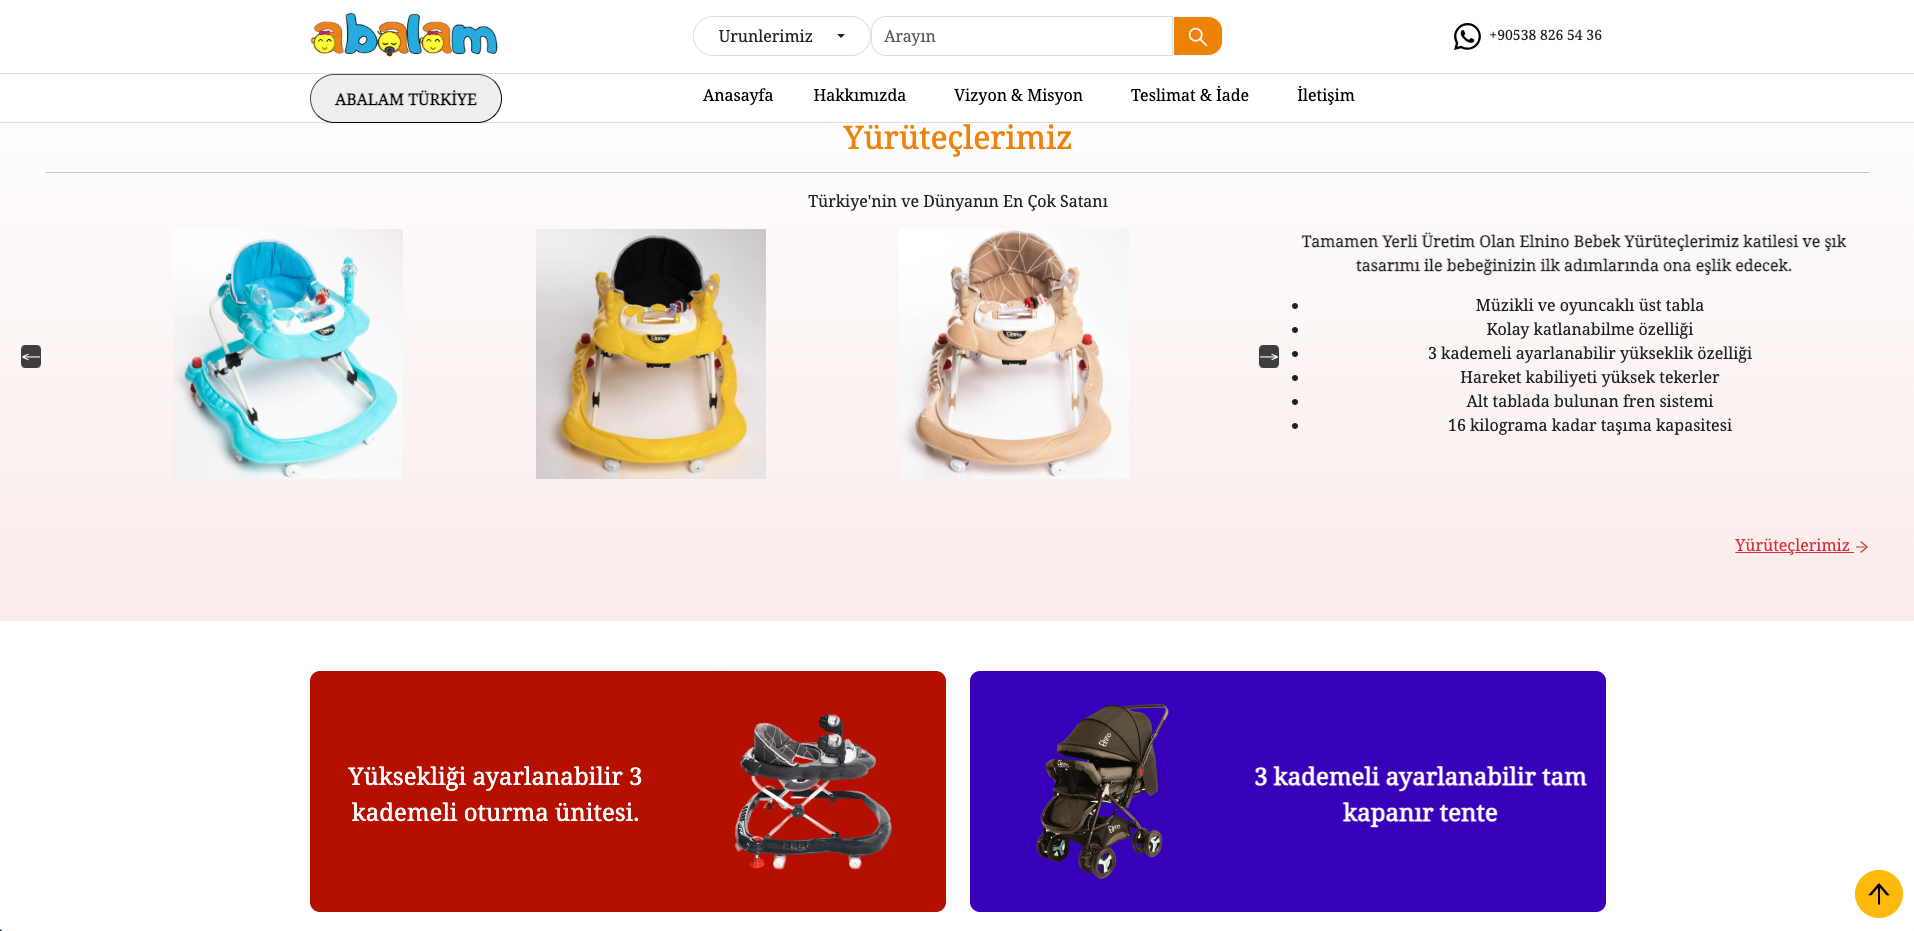 abalam
Urunlerimiz
Arayın
+90538 826 54 36
ABALAM TÜRKİYE
Anasayfa
Hakkımızda
Vizyon & Misyon
Teslimat & İade
İletişim
Yürüteçlerimiz
Türkiye'nin ve Dünyanın En Çok Satanı
Tamamen Yerli Üretim Olan Elnino Bebek Yürüteçlerimiz katilesi ve şık
tasarımı ile bebeğinizin ilk adımlarında ona eşlik edecek.
Müzikli ve oyuncaklı üst tabla
Kolay katlanabilme özelliği
3 kademeli ayarlanabilir yükseklik özelliği
Hareket kabiliyeti yüksek tekerler
Alt tablada bulunan fren sistemi
16 kilograma kadar taşıma kapasitesi
Yürüteçlerimiz
Yüksekliği ayarlanabilir 3
kademeli oturma ünitesi.
3 kademeli ayarlanabilir tam
kapanır tente